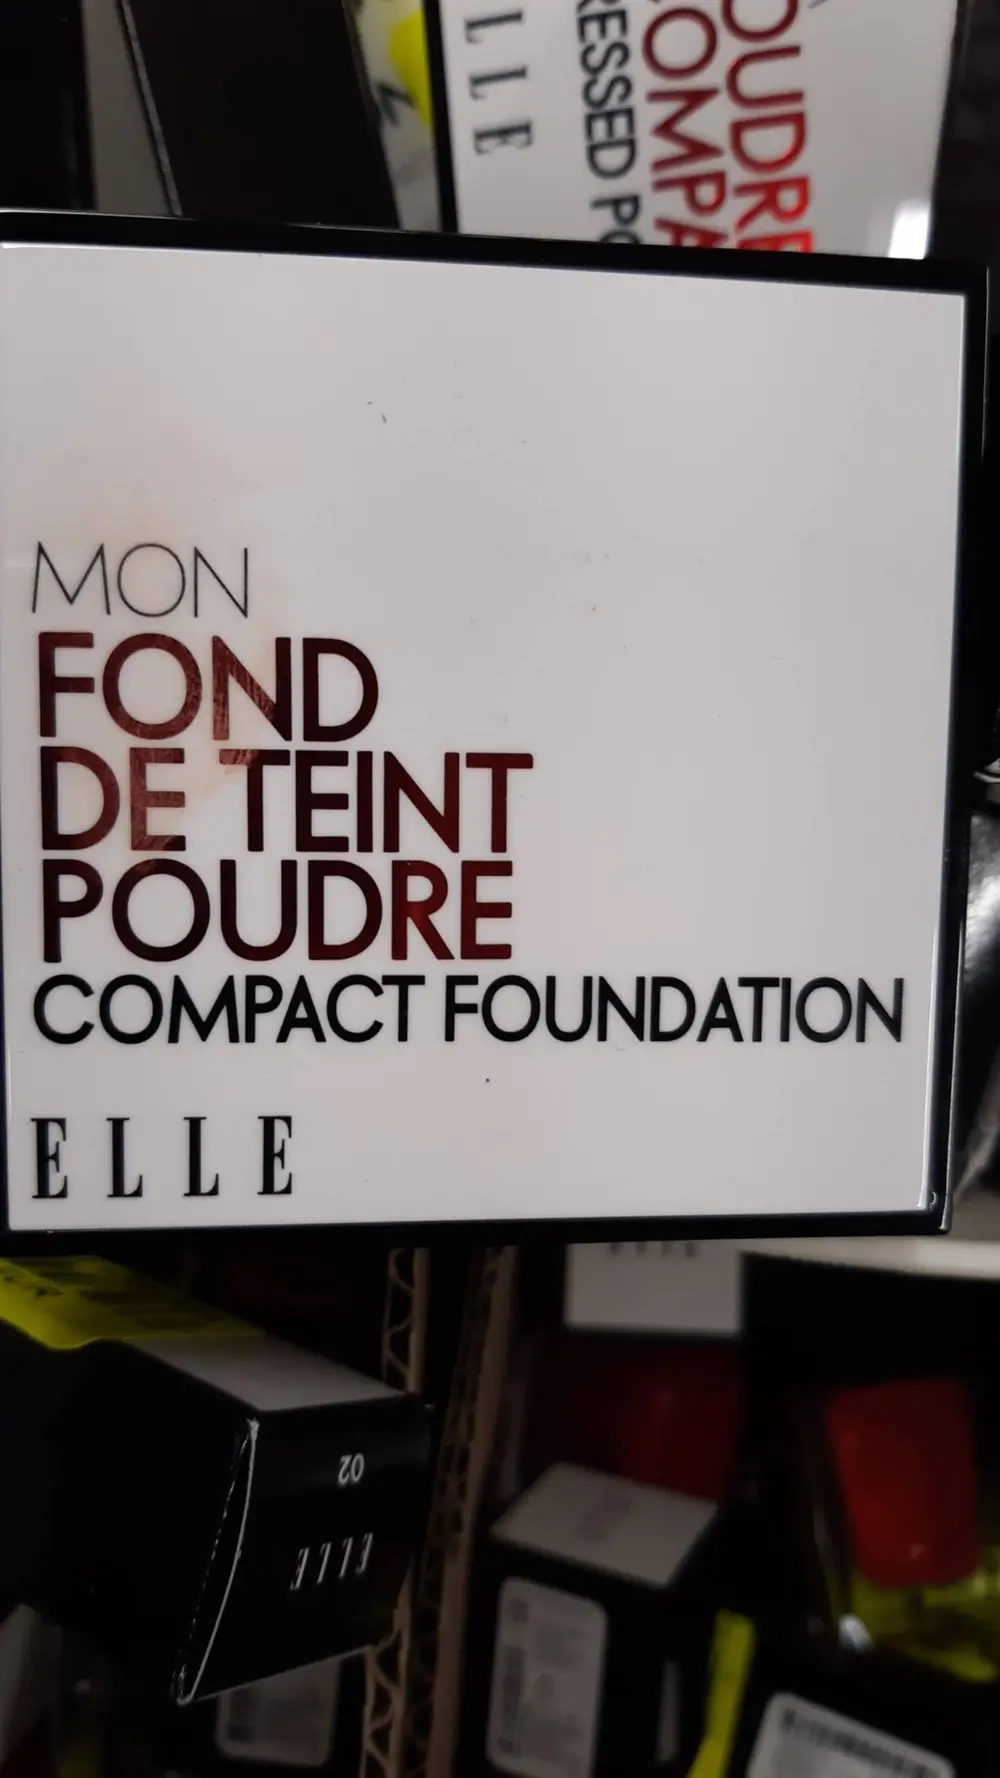 ELLE
MON
FOND
DE TEINT
POUDRE
COMPACT FOUNDATION
ELLE
02
ELLE